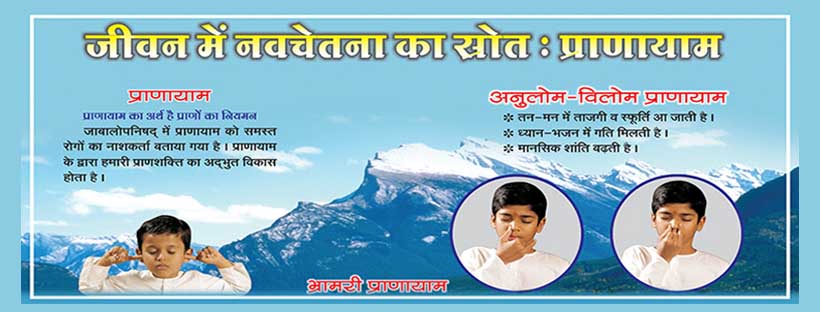 जीवन में नवचेतना का स्रोत : प्राणायाम
प्राणायाम
प्राणायाम का अर्थ है प्राणों का नियमन
जाबालोपनिषद् में प्राणायाम को समस्त
रोगों का नाशकर्ता बताया गया है । प्राणायाम
के द्वारा हमारी प्राणशक्ति का अद्भुत विकास
होता है ।
अनुलोम-विलोम प्राणायाम
❇ तन-मन में ताजगी व स्फूर्ति आ जाती है ।
❇ ध्यान-भजन में गति मिलती है ।
❇ मानसिक शांति बढती है ।
भ्रामरी प्राणायाम